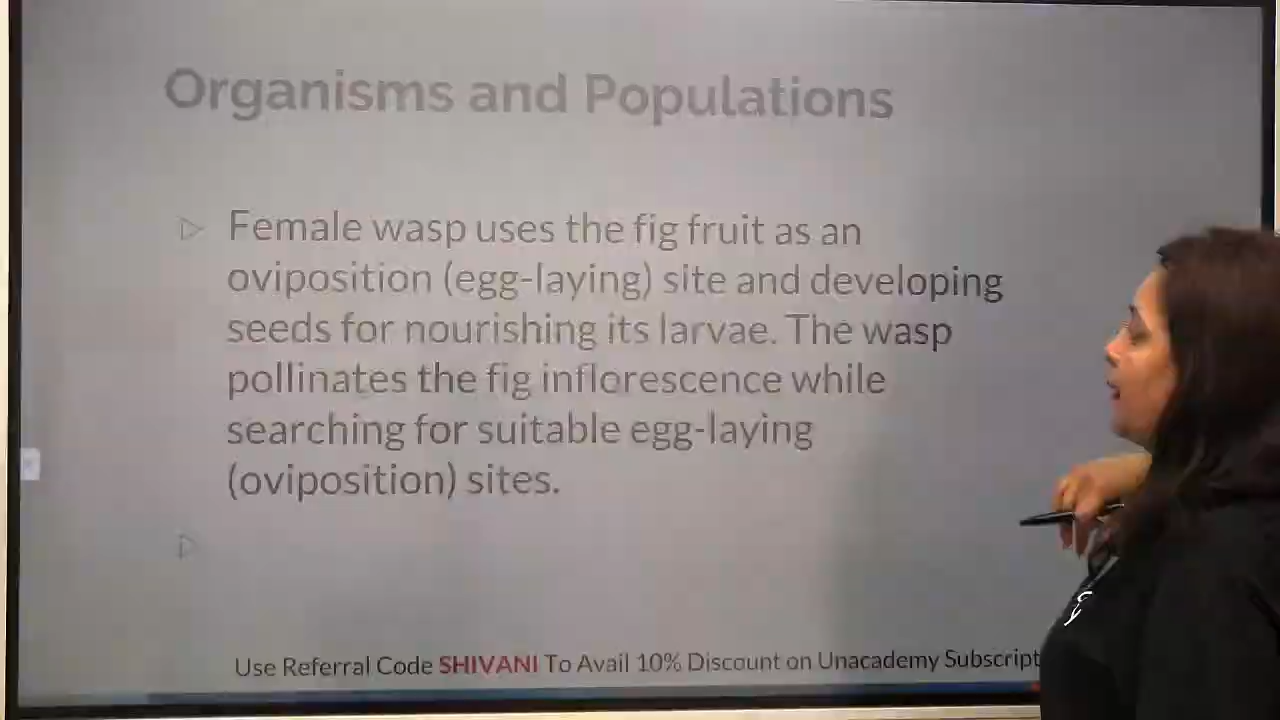 Organisms and Populations
Female wasp uses the fig fruit as an
oviposition (egg-laying) site and developing
seeds for nourishing its larvae. The wasp
pollinates the fig inflorescence while
searching for suitable egg-laying
(oviposition) sites.
Use Referral Code SHIVANI To Avail 10% Discount on Unacademy Subscript